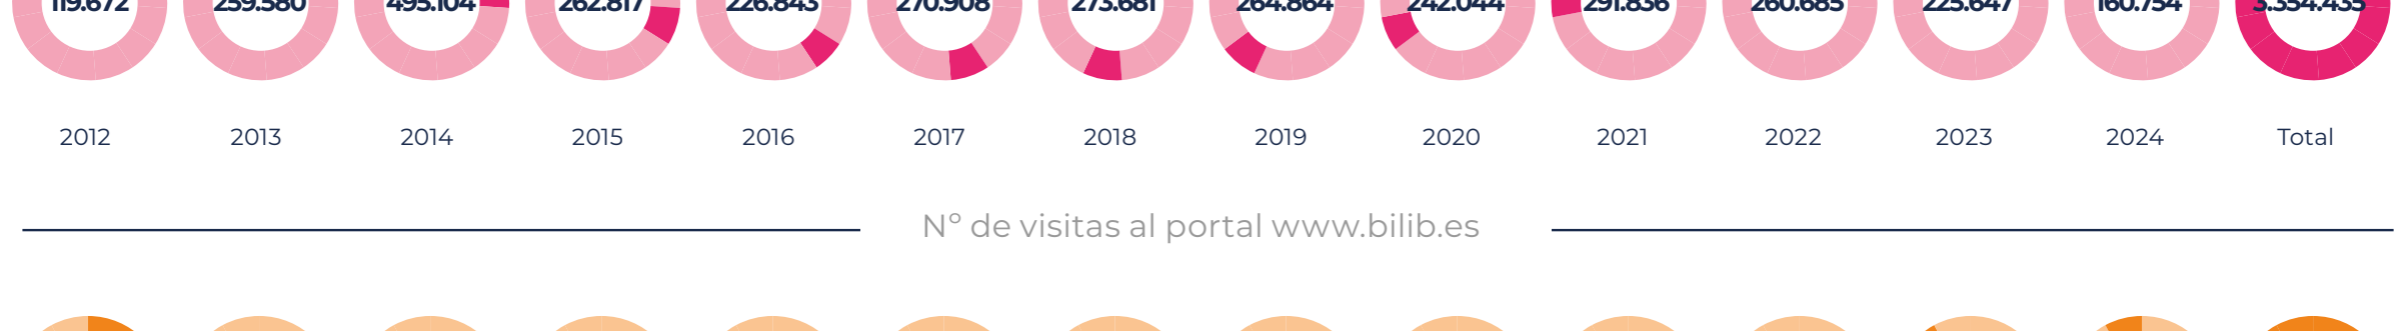 119.672 259.580 495.104 262.817 226.843 270.908 273.681 264.864 242.044 291.836 260.685 225.647 160.754 3.354.435
2012 2013 2014 2015 2016 2017 2018 2019 2020 2021 2022 2023 2024 Total
Nº de visitas al portal www.bilib.es